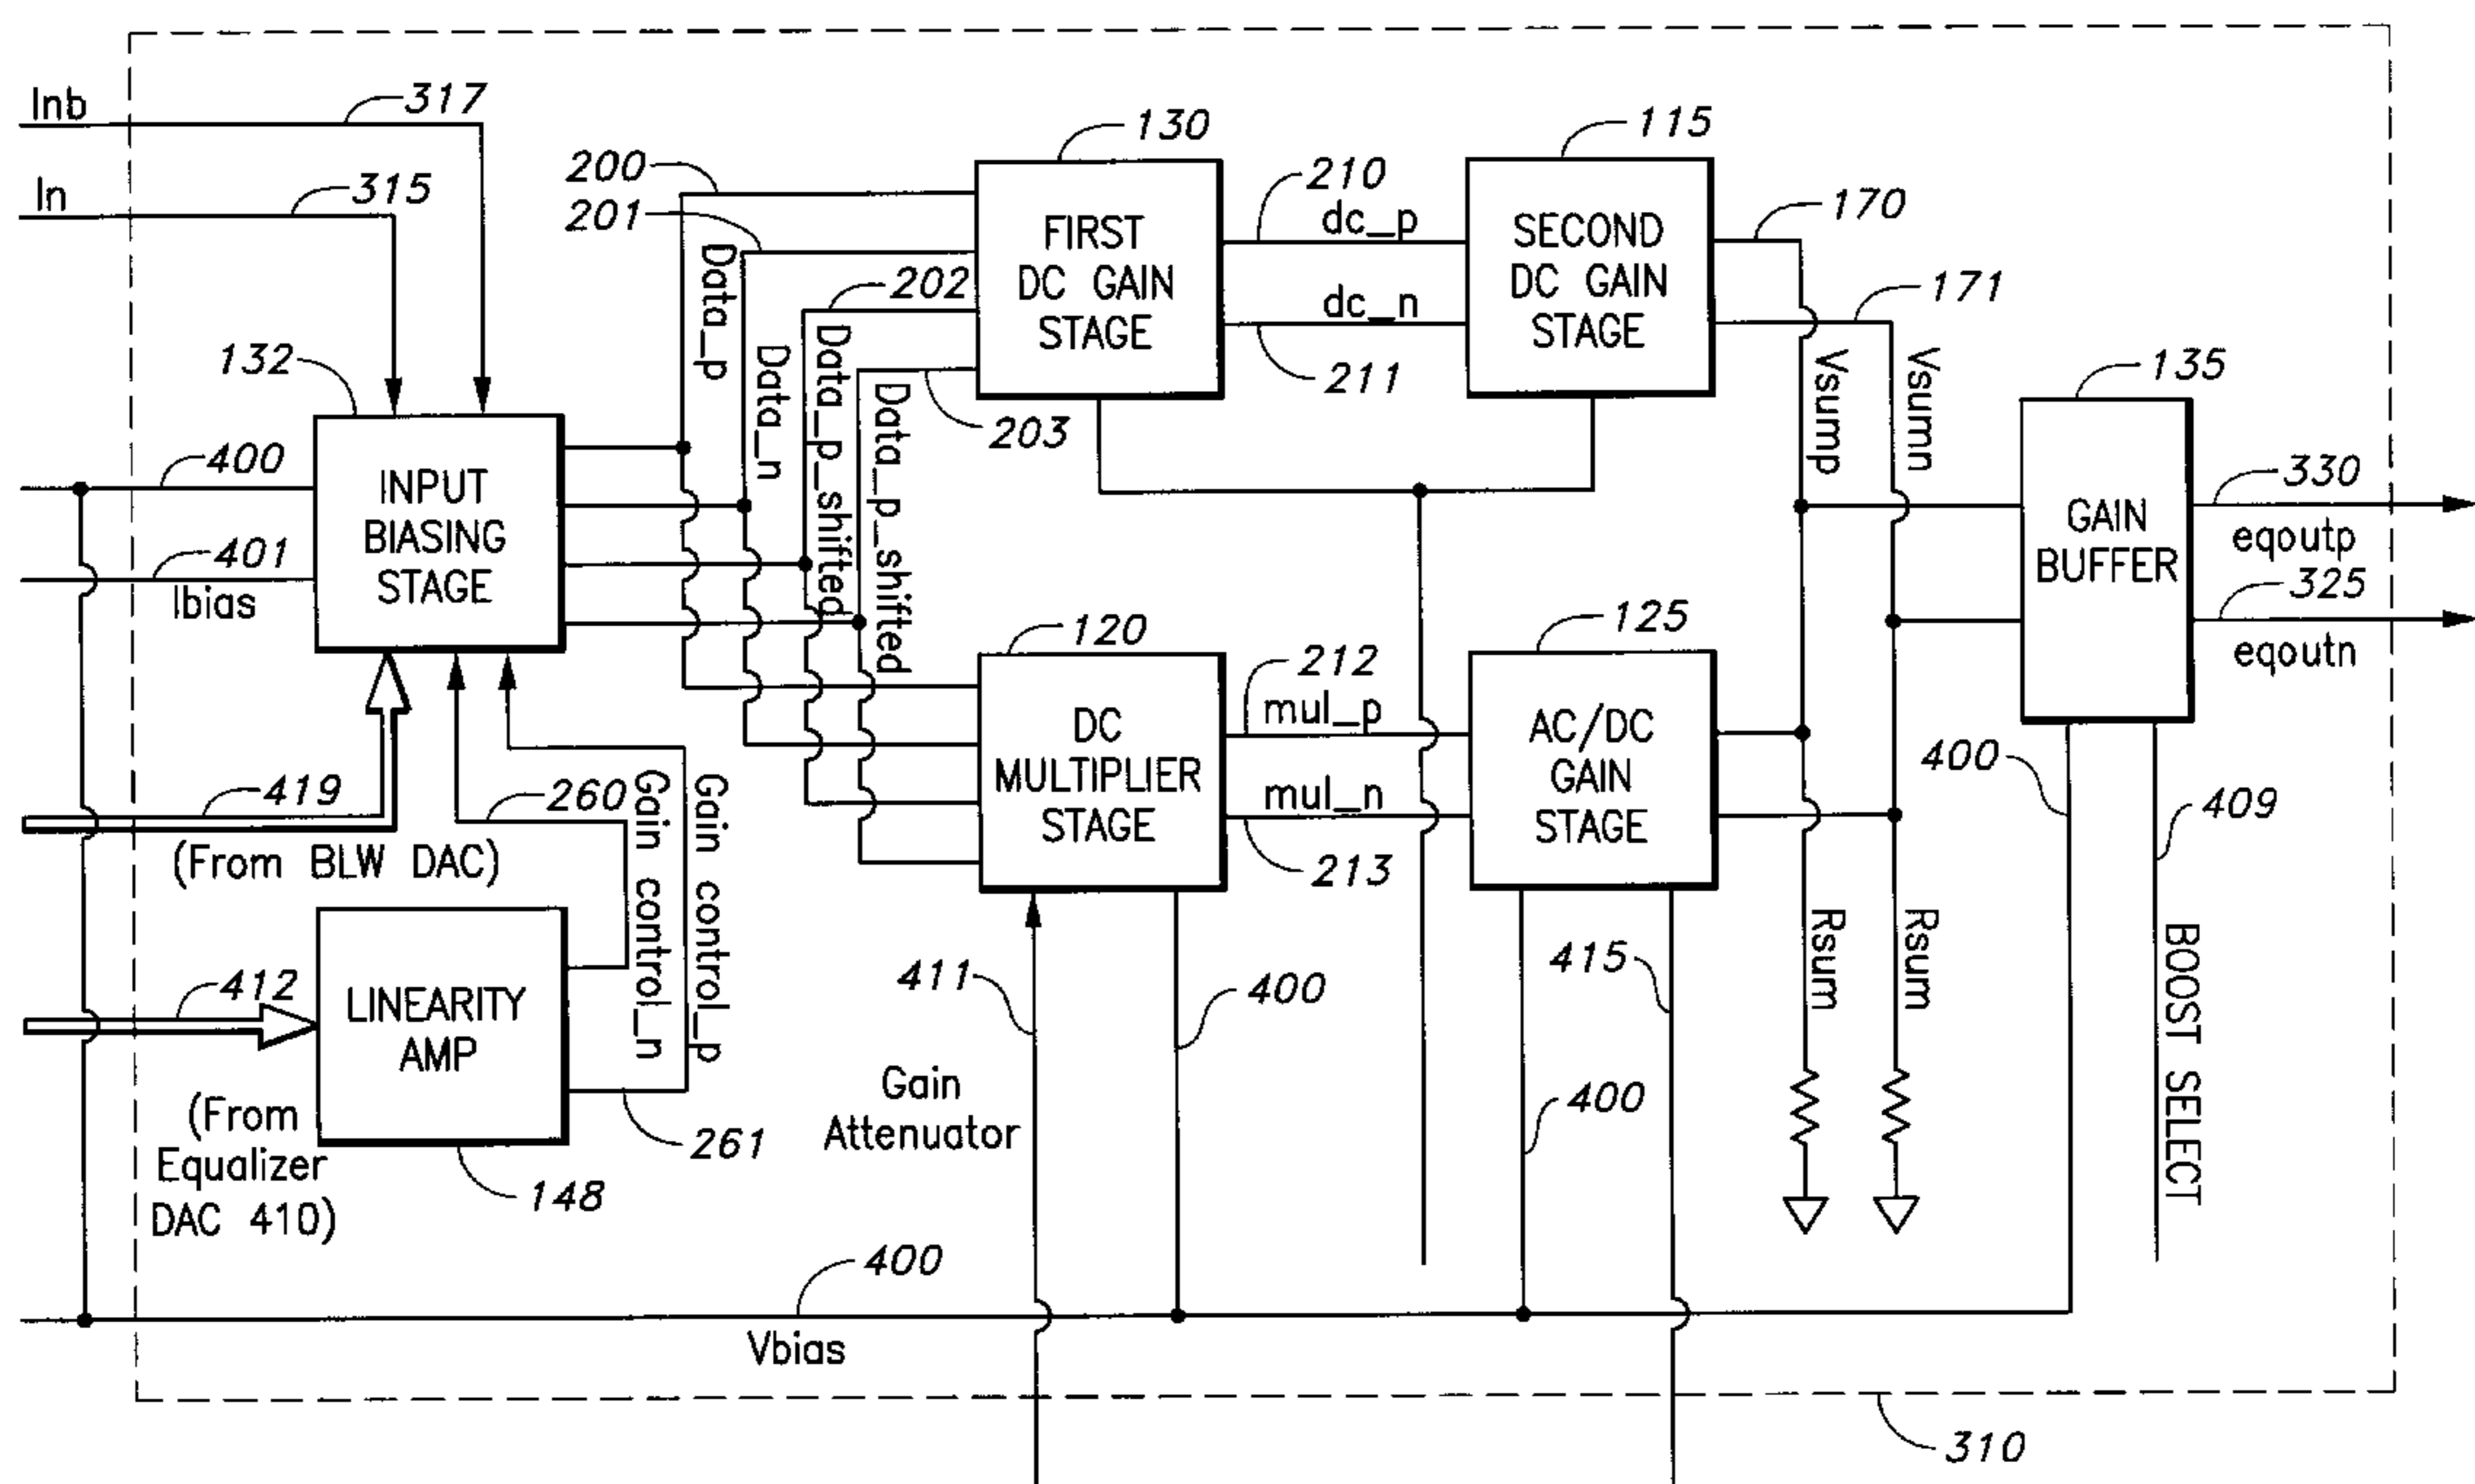 Inb
317
In
315
132
400
401
Ibias
INPUT
BIASING
STAGE
419
(From BLW DAC)
260
Gain control_n
Gain control_p
412
LINEARITY
AMP
(From
Equalizer
DAC 410)
148
261
200
201
202
203
Data_p
Data_n
Data_p_shifted
Data_p_shifted
130
FIRST
DC GAIN
STAGE
210
dc_p
dc_n
211
115
SECOND
DC GAIN
STAGE
170
171
Vsump
Vsumn
120
DC
MULTIPLIER
STAGE
212
mul_p
mul_n
213
125
AC/DC
GAIN
STAGE
135
GAIN
BUFFER
330
eqoutp
325
eqoutn
400
409
BOOST SELECT
411
Gain
Attenuator
400
400
415
Rsum
Rsum
400
Vbias
310